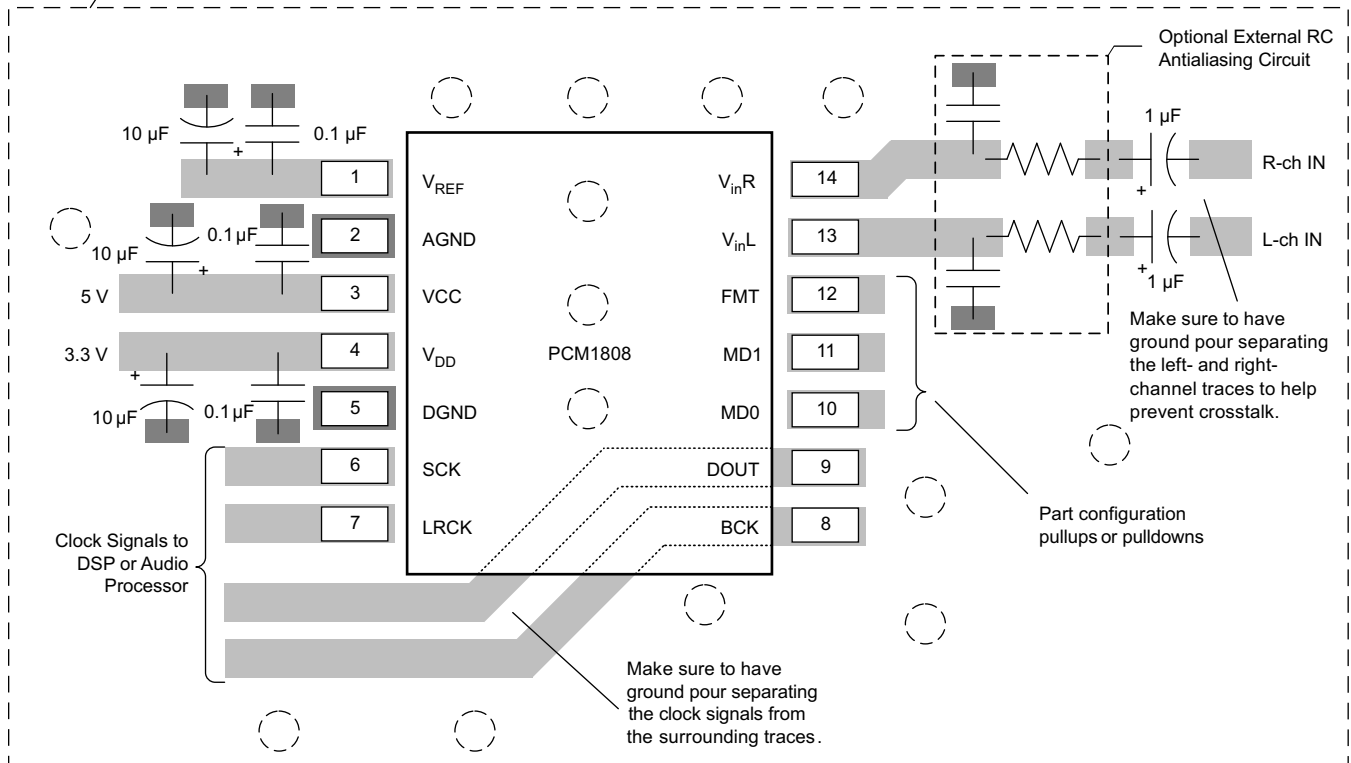 Optional External RC
Antialiasing Circuit
10 µF
+
0.1 µF
1 µF
+
R-ch IN
1
V_REF
V_inR
14
10 µF
+
0.1 µF
2
AGND
V_inL
13
L-ch IN
+
1 µF
5 V
3
VCC
FMT
12
3.3 V
4
V_DD
PCM1808
MD1
11
Make sure to have
ground pour separating
the left- and right-
channel traces to help
prevent crosstalk.
+
10 µF
0.1 µF
5
DGND
MD0
10
6
SCK
DOUT
9
7
LRCK
BCK
8
Part configuration
pullups or pulldowns
Clock Signals to
DSP or Audio
Processor
Make sure to have
ground pour separating
the clock signals from
the surrounding traces.